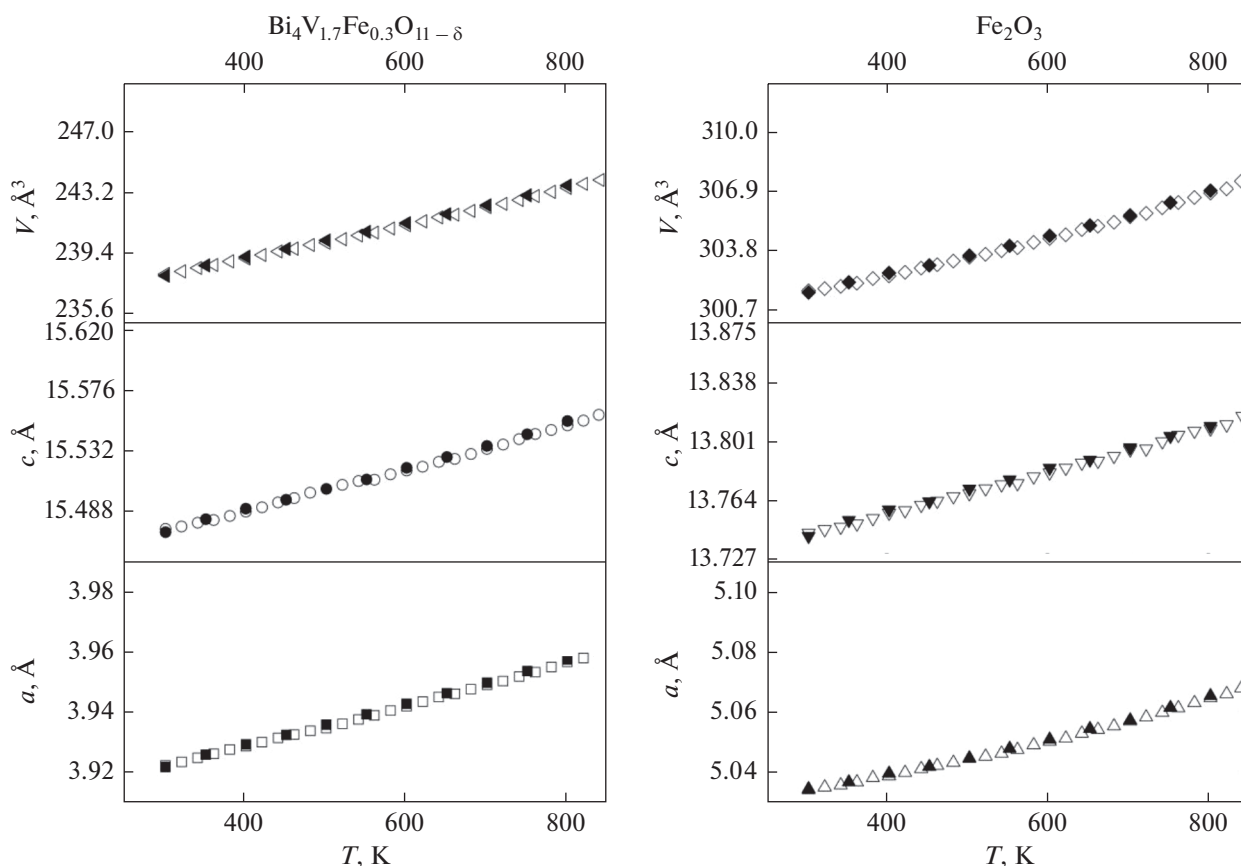 Bi₄V₁.₇Fe₀.₃O₁₁ ₋ δ
400 600 800
V, Å³
247.0
243.2
239.4
235.6
c, Å
15.620
15.576
15.532
15.488
a, Å
3.98
3.96
3.94
3.92
400 600 800
T, K
Fe₂O₃
400 600 800
V, Å³
310.0
306.9
303.8
300.7
c, Å
13.875
13.838
13.801
13.764
13.727
a, Å
5.10
5.08
5.06
5.04
400 600 800
T, K